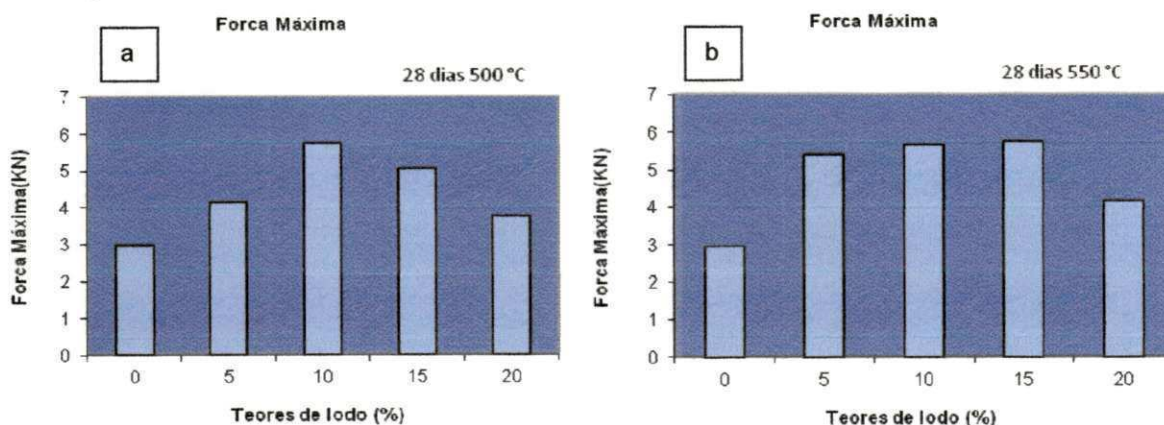 Forca Máxima
a
28 dias 500 °C
Forca Máxima(KN)
7
6
5
4
3
2
1
0
0 5 10 15 20
Teores de lodo (%)
Forca Máxima
b
28 dias 550 °C
Forca Máxima(KN)
7
6
5
4
3
2
1
0
0 5 10 15 20
Teores de lodo (%)